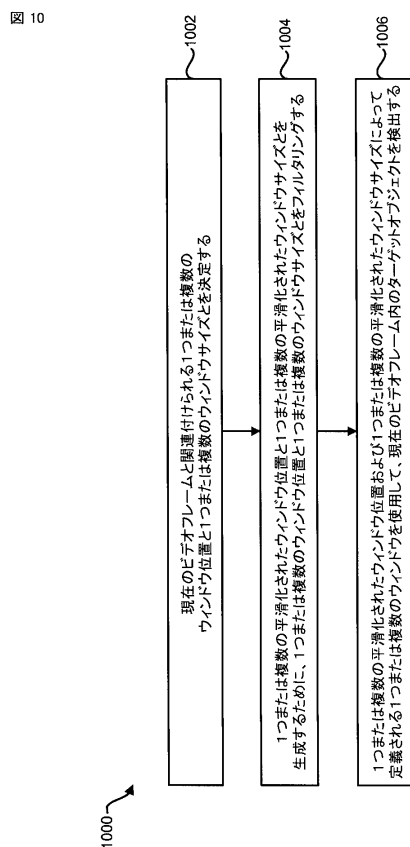 図 10
1000
1002
現在のビデオフレームと関連付けられる1つまたは複数の
ウィンドウ位置と1つまたは複数のウィンドウサイズとを決定する
1004
1つまたは複数の平滑化されたウィンドウ位置と1つまたは複数の平滑化されたウィンドウサイズとを
生成するために、1つまたは複数のウィンドウ位置と1つまたは複数のウィンドウサイズとをフィルタリングする
1006
1つまたは複数の平滑化されたウィンドウ位置および1つまたは複数の平滑化されたウィンドウサイズによって
定義される1つまたは複数のウィンドウを使用して、現在のビデオフレーム内のターゲットオブジェクトを検出する